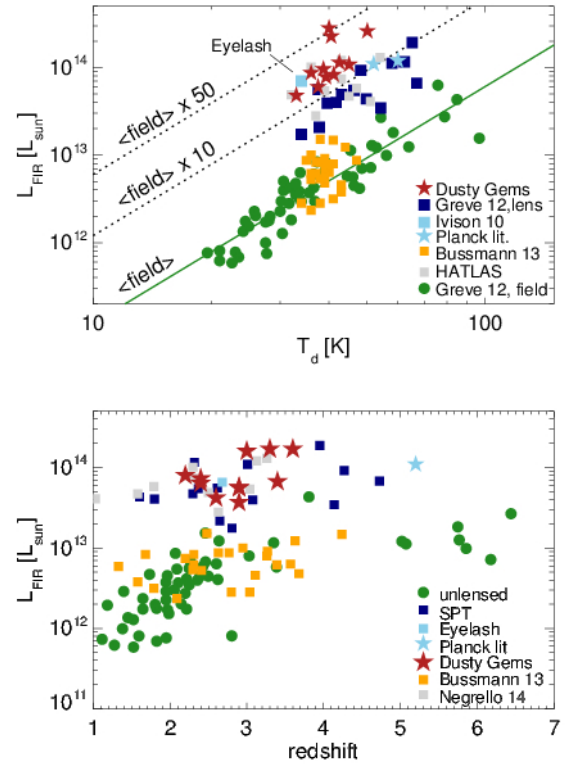 Eyelash
<field> x 50
<field> x 10
<field>
L_FIR [L_sun]
10^14
10^13
10^12
Dusty Gems
Greve 12,lens
Ivison 10
Planck lit.
Bussmann 13
HATLAS
Greve 12, field
10
100
T_d [K]
L_FIR [L_sun]
10^14
10^13
10^12
10^11
unlensed
SPT
Eyelash
Planck lit
Dusty Gems
Bussmann 13
Negrello 14
1 2 3 4 5 6 7
redshift